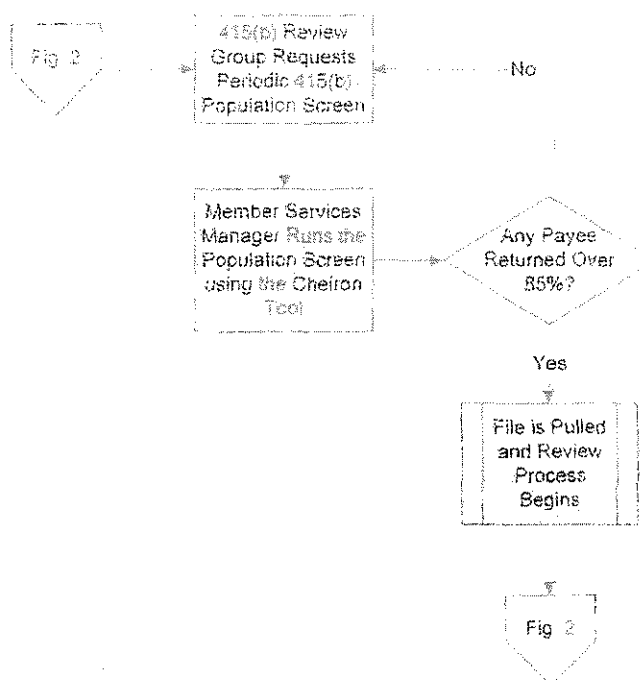 Fig 2
415(b) Review
Group Requests
Periodic 415(b)
Population Screen
No
Member Services
Manager Runs the
Population Screen
using the Cheiron
Tool
Any Payee
Returned Over
85%?
Yes
File is Pulled
and Review
Process
Begins
Fig 2